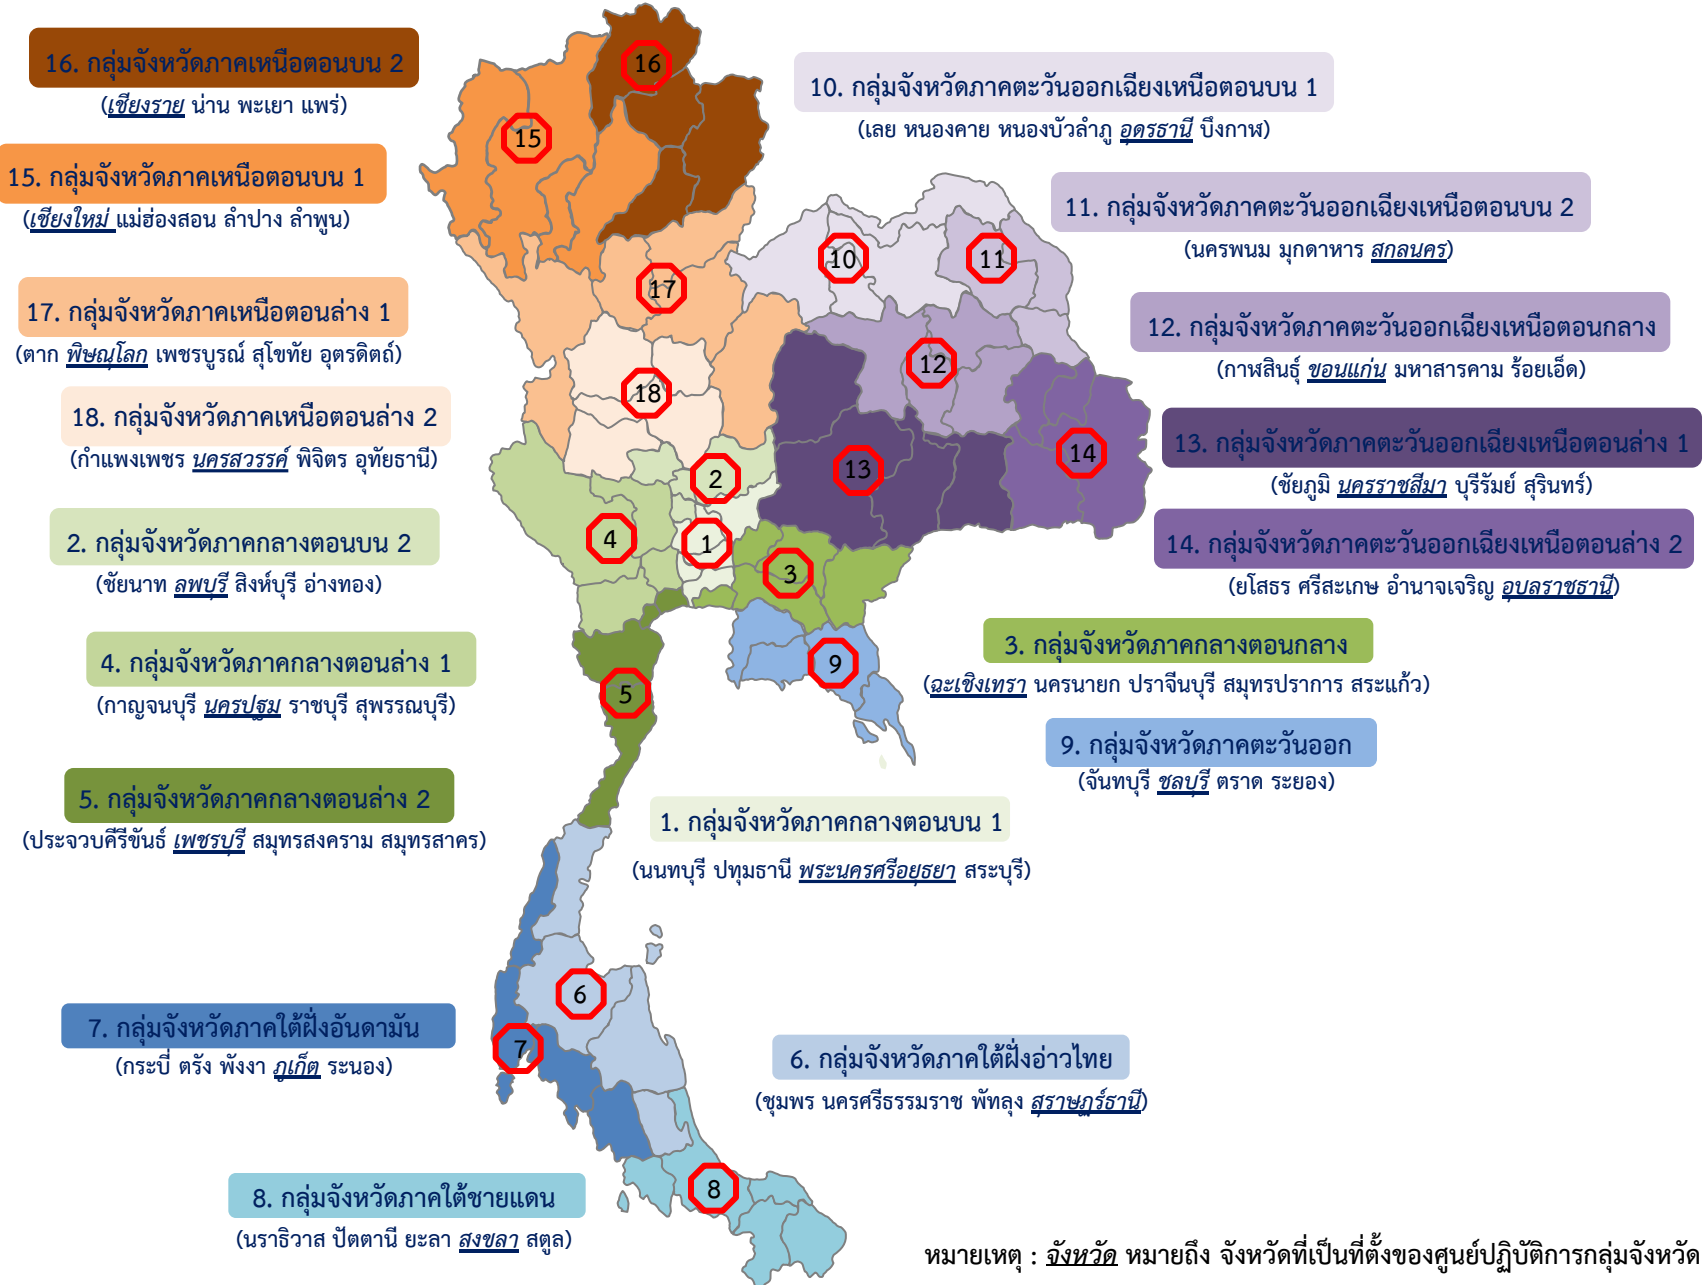 16. กลุ่มจังหวัดภาคเหนือตอนบน 2
(เชียงราย น่าน พะเยา แพร่)
15. กลุ่มจังหวัดภาคเหนือตอนบน 1
(เชียงใหม่ แม่ฮ่องสอน ลำปาง ลำพูน)
17. กลุ่มจังหวัดภาคเหนือตอนล่าง 1
(ตาก พิษณุโลก เพชรบูรณ์ สุโขทัย อุตรดิตถ์)
18. กลุ่มจังหวัดภาคเหนือตอนล่าง 2
(กำแพงเพชร นครสวรรค์ พิจิตร อุทัยธานี)
2. กลุ่มจังหวัดภาคกลางตอนบน 2
(ชัยนาท ลพบุรี สิงห์บุรี อ่างทอง)
4. กลุ่มจังหวัดภาคกลางตอนล่าง 1
(กาญจนบุรี นครปฐม ราชบุรี สุพรรณบุรี)
5. กลุ่มจังหวัดภาคกลางตอนล่าง 2
(ประจวบคีรีขันธ์ เพชรบุรี สมุทรสงคราม สมุทรสาคร)
7. กลุ่มจังหวัดภาคใต้ฝั่งอันดามัน
(กระบี่ ตรัง พังงา ภูเก็ต ระนอง)
8. กลุ่มจังหวัดภาคใต้ชายแดน
(นราธิวาส ปัตตานี ยะลา สงขลา สตูล)
16
15
17
18
2
4
1
3
5
9
6
7
8
10
11
12
13
14
10. กลุ่มจังหวัดภาคตะวันออกเฉียงเหนือตอนบน 1
(เลย หนองคาย หนองบัวลำภู อุดรธานี บึงกาฬ)
11. กลุ่มจังหวัดภาคตะวันออกเฉียงเหนือตอนบน 2
(นครพนม มุกดาหาร สกลนคร)
12. กลุ่มจังหวัดภาคตะวันออกเฉียงเหนือตอนกลาง
(กาฬสินธุ์ ขอนแก่น มหาสารคาม ร้อยเอ็ด)
13. กลุ่มจังหวัดภาคตะวันออกเฉียงเหนือตอนล่าง 1
(ชัยภูมิ นครราชสีมา บุรีรัมย์ สุรินทร์)
14. กลุ่มจังหวัดภาคตะวันออกเฉียงเหนือตอนล่าง 2
(ยโสธร ศรีสะเกษ อำนาจเจริญ อุบลราชธานี)
3. กลุ่มจังหวัดภาคกลางตอนกลาง
(ฉะเชิงเทรา นครนายก ปราจีนบุรี สมุทรปราการ สระแก้ว)
9. กลุ่มจังหวัดภาคตะวันออก
(จันทบุรี ชลบุรี ตราด ระยอง)
1. กลุ่มจังหวัดภาคกลางตอนบน 1
(นนทบุรี ปทุมธานี พระนครศรีอยุธยา สระบุรี)
6. กลุ่มจังหวัดภาคใต้ฝั่งอ่าวไทย
(ชุมพร นครศรีธรรมราช พัทลุง สุราษฎร์ธานี)
หมายเหตุ : จังหวัด หมายถึง จังหวัดที่เป็นที่ตั้งของศูนย์ปฏิบัติการกลุ่มจังหวัด